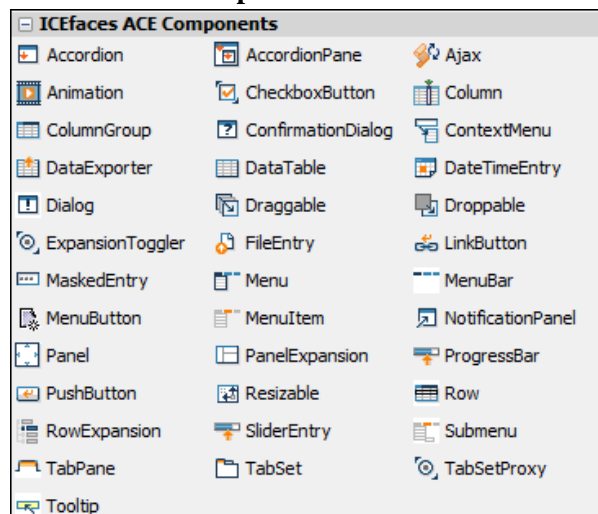 ICEfaces ACE Components
Accordion AccordionPane Ajax
Animation CheckboxButton Column
ColumnGroup ConfirmationDialog ContextMenu
DataExporter DataTable DateTimeEntry
Dialog Draggable Droppable
ExpansionToggler FileEntry LinkButton
MaskedEntry Menu MenuBar
MenuButton MenuItem NotificationPanel
Panel PanelExpansion ProgressBar
PushButton Resizable Row
RowExpansion SliderEntry Submenu
TabPane TabSet TabSetProxy
Tooltip